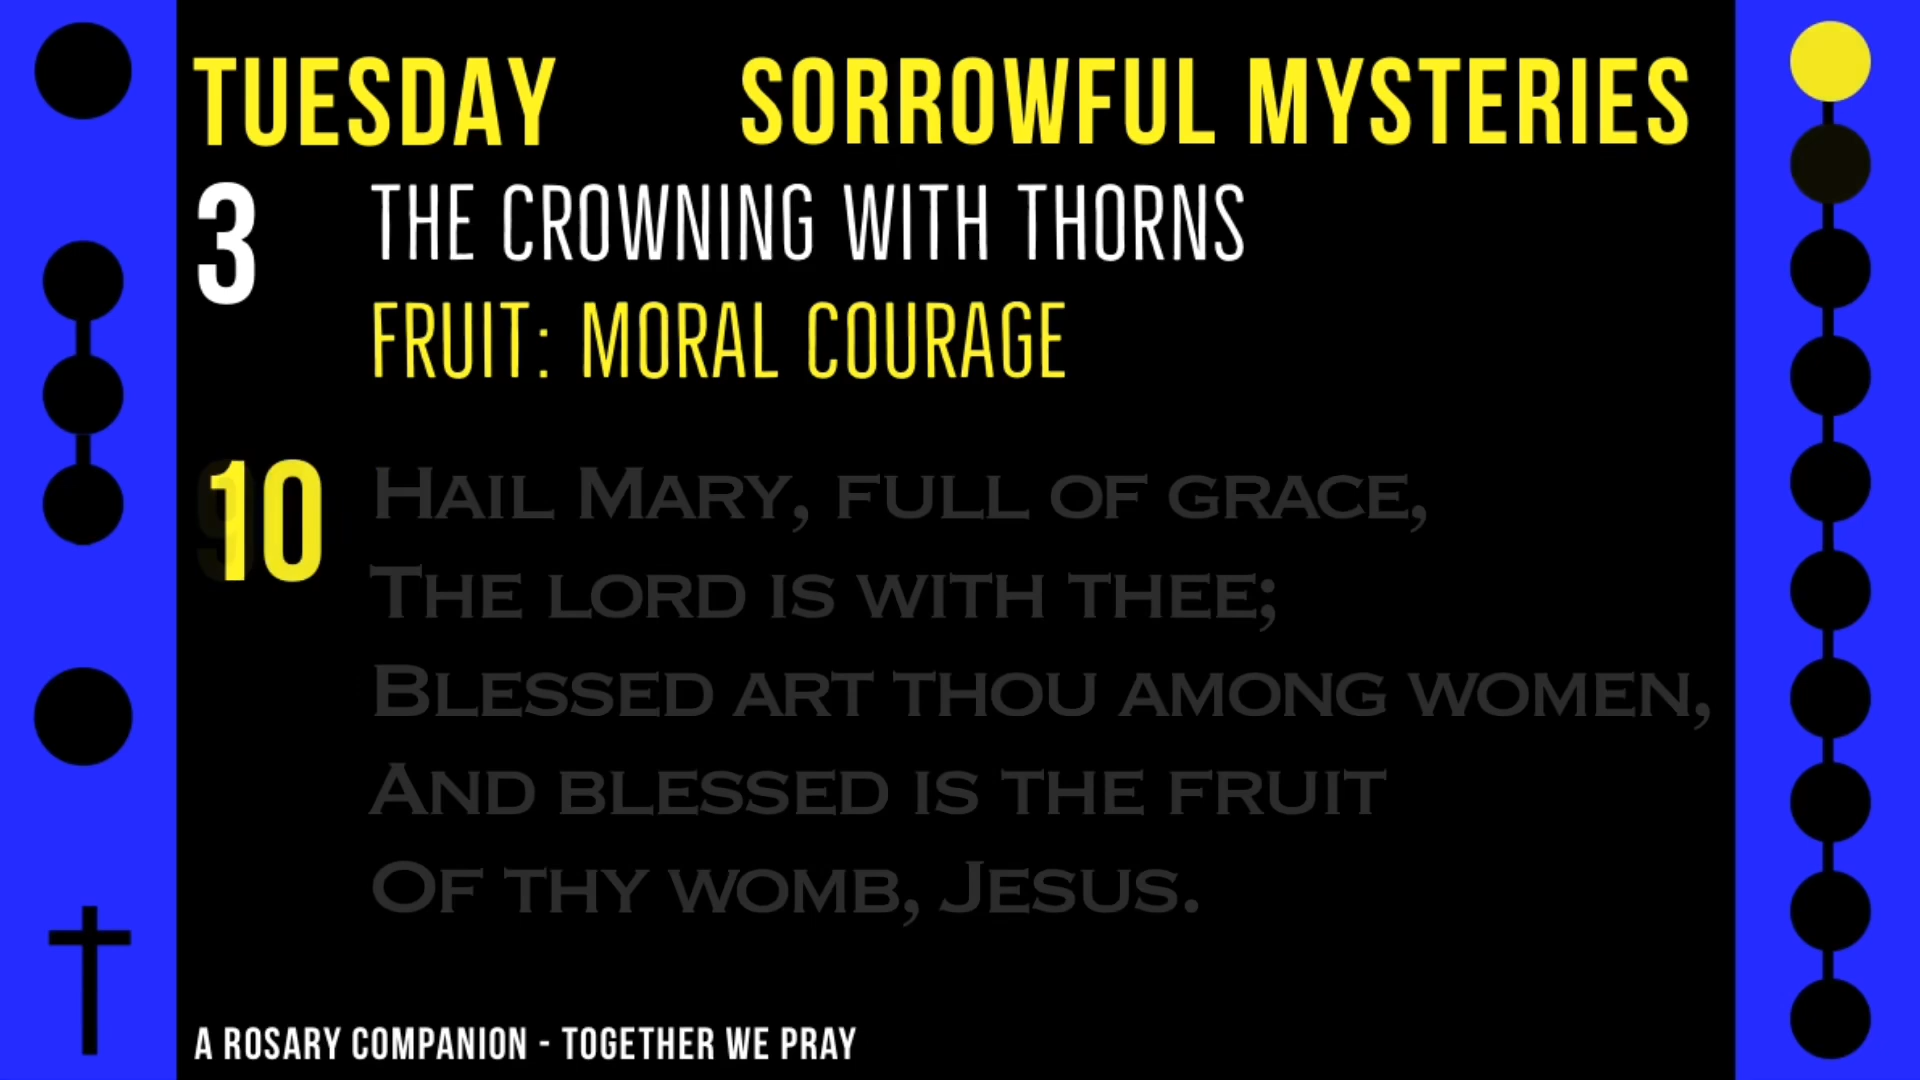 TUESDAY SORROWFUL MYSTERIES
3 THE CROWNING WITH THORNS
FRUIT: MORAL COURAGE
10 HAIL MARY, FULL OF GRACE,
THE LORD IS WITH THEE;
BLESSED ART THOU AMONG WOMEN,
AND BLESSED IS THE FRUIT
OF THY WOMB, JESUS.
A ROSARY COMPANION - TOGETHER WE PRAY